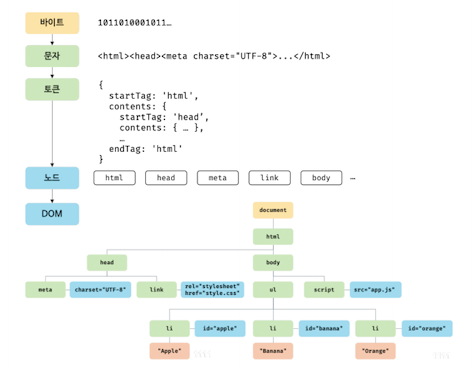 바이트 1011010001011…
문자 <html><head><meta charset="UTF-8">...</html>
토큰 {
startTag: 'html',
contents: {
startTag: 'head’,
contents: { … },
…
endTag: 'html'
}
노드 html head meta link body …
DOM
document
html
head body
meta charset="UTF-8" link rel="stylesheet" ul script src="app.js"
href="style.css"
li id="apple" li id="banana" li id="orange"
"Apple" "Banana" "Orange"